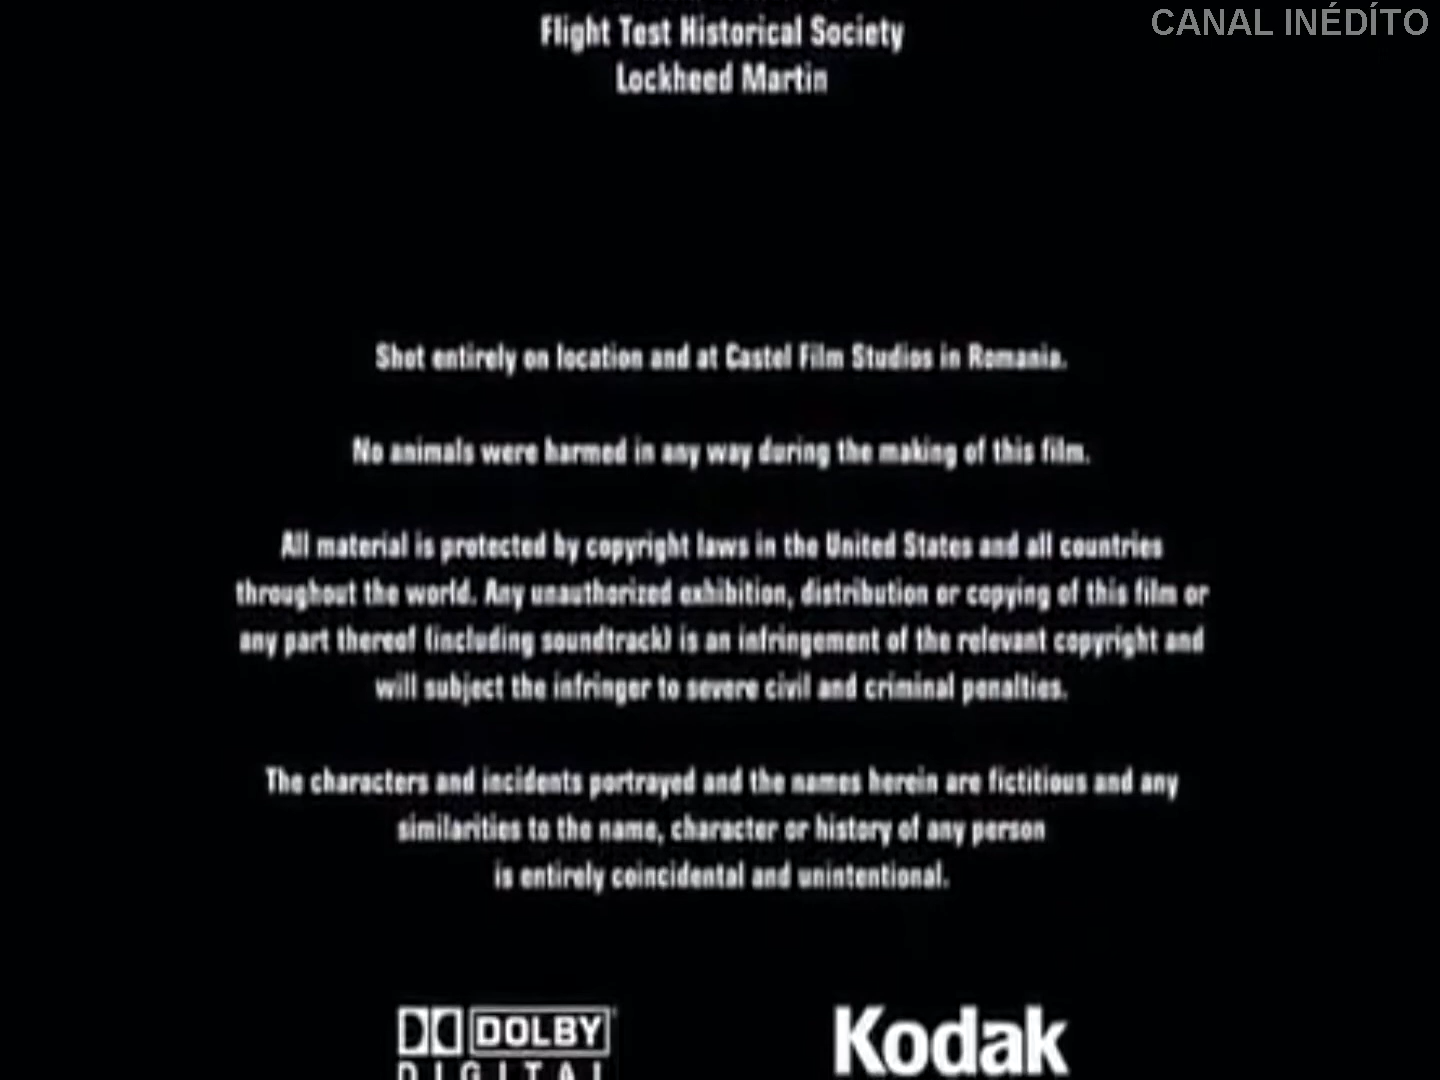 CANAL INÉDÍTO
Flight Test Historical Society
Lockheed Martin
Shot entirely on location and at Castel Film Studios in Romania.
No animals were harmed in any way during the making of this film.
All material is protected by copyright laws in the United States and all countries
throughout the world. Any unauthorized exhibition, distribution or copying of this film or
any part thereof (including soundtrack) is an infringement of the relevant copyright and
will subject the infringer to severe civil and criminal penalties.
The characters and incidents portrayed and the names herein are fictitious and any
similarities to the name, character or history of any person
is entirely coincidental and unintentional.
DOLBY
DIGITAL
Kodak